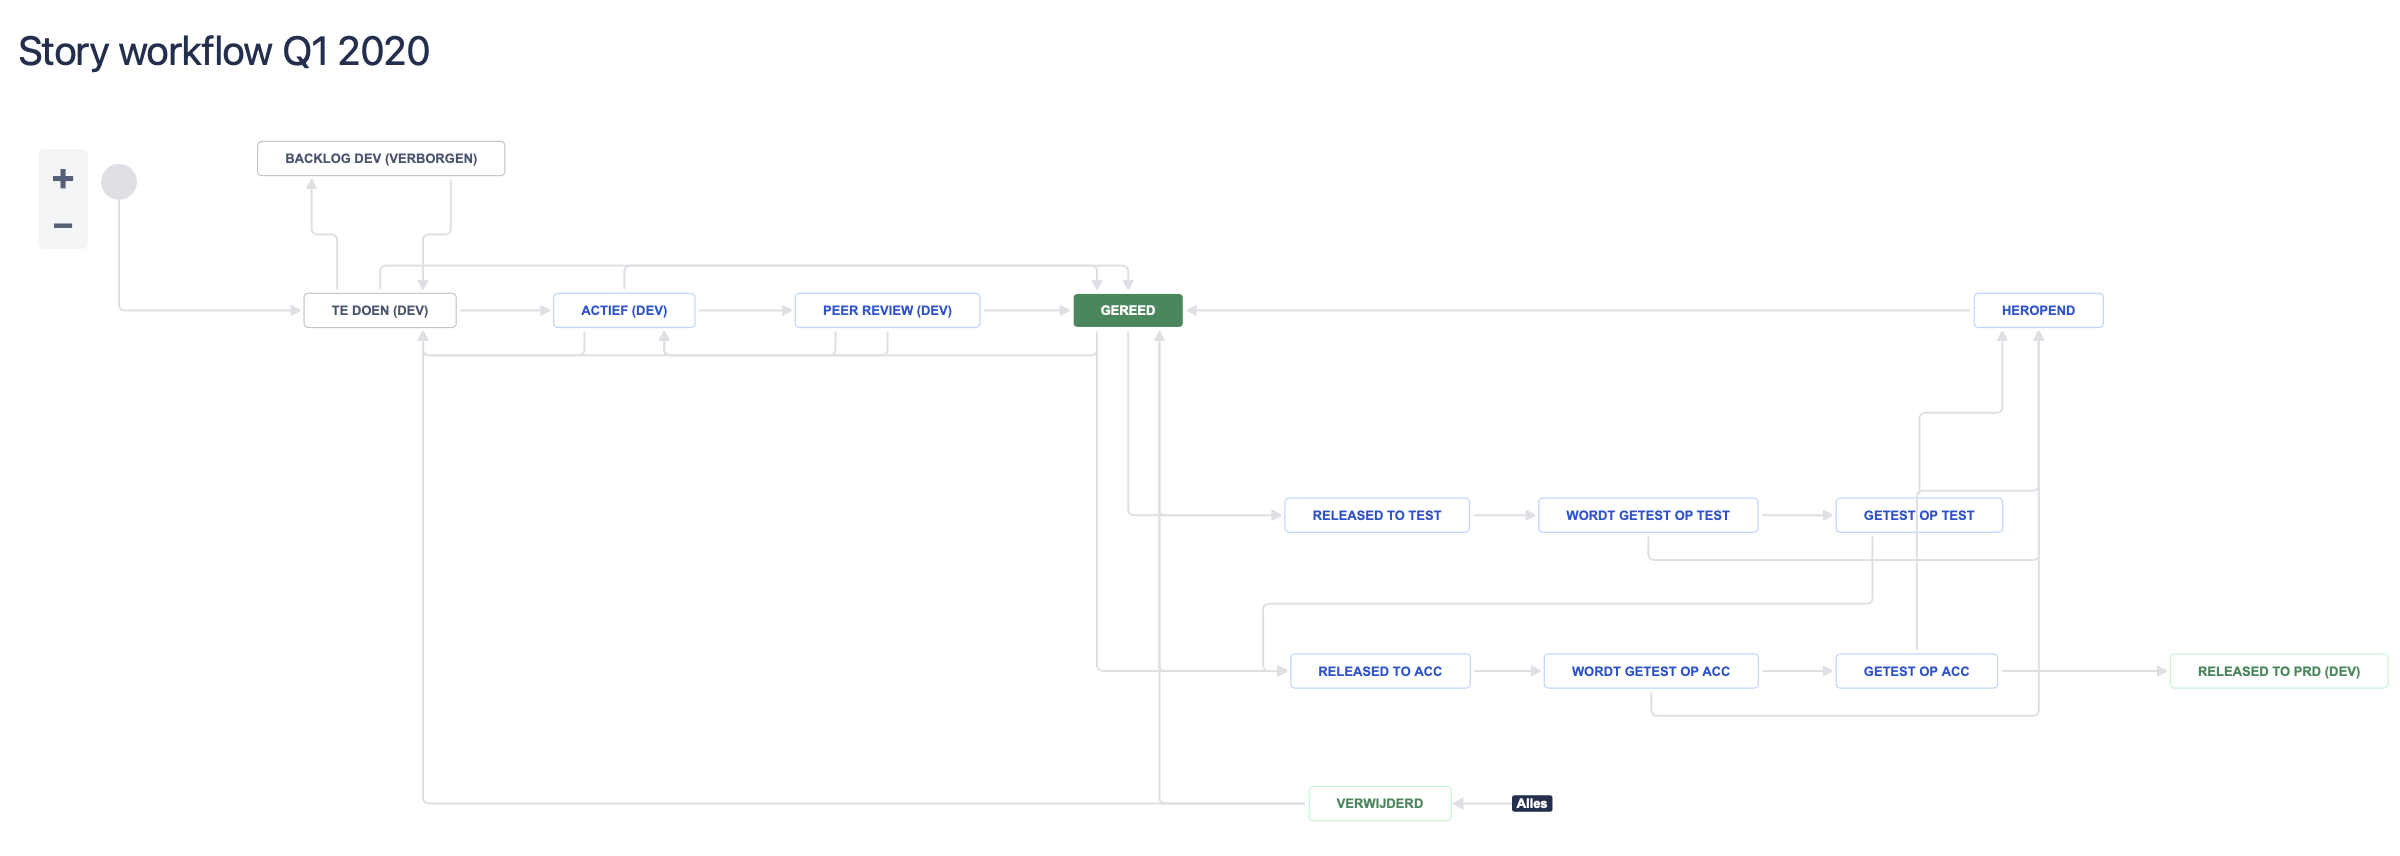 Story workflow Q1 2020
BACKLOG DEV (VERBORGEN)
+
−
TE DOEN (DEV)
ACTIEF (DEV)
PEER REVIEW (DEV)
GEREED
HEROPEND
RELEASED TO TEST
WORDT GETEST OP TEST
GETEST OP TEST
RELEASED TO ACC
WORDT GETEST OP ACC
GETEST OP ACC
RELEASED TO PRD (DEV)
VERWIJDERD
Alles